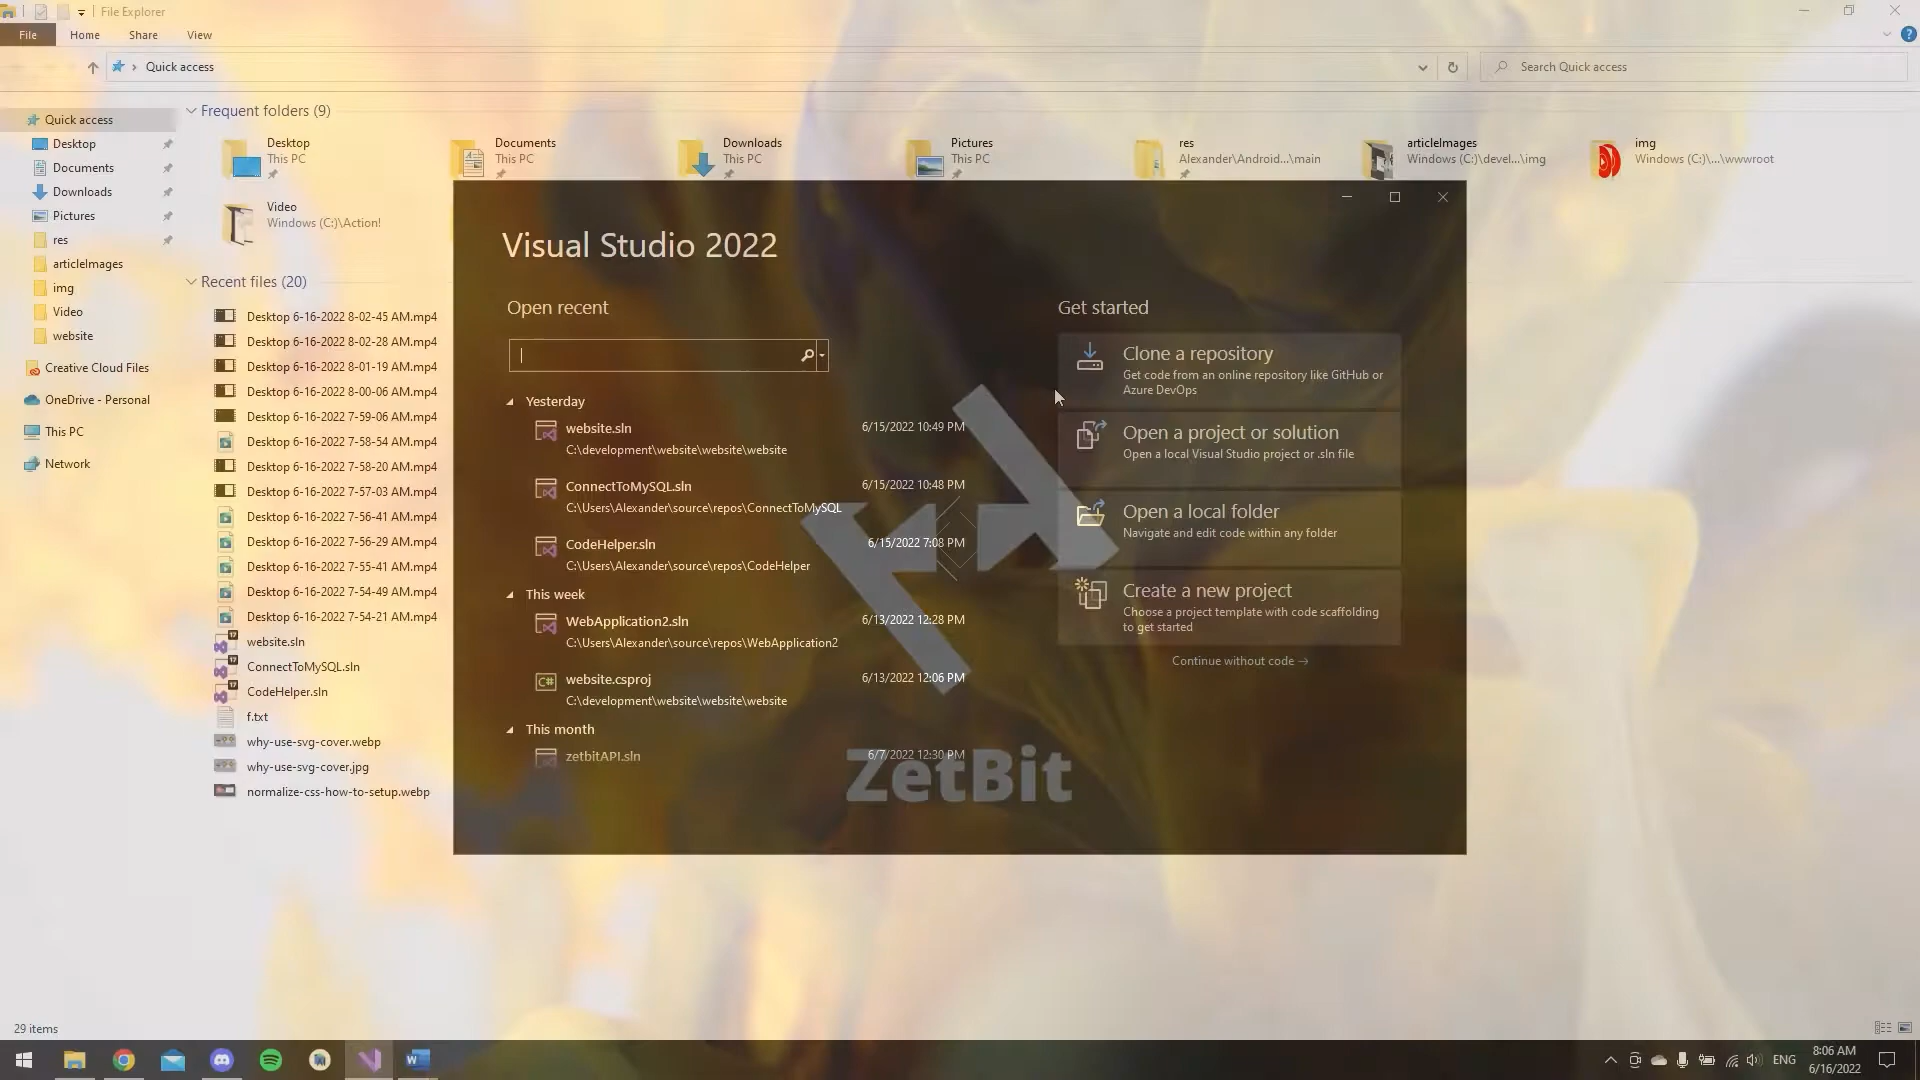 File Explorer
File
Home
Share
View
Quick access
Search Quick access
Quick access
Desktop
Documents
Downloads
Pictures
res
articleImages
img
Video
website
Creative Cloud Files
OneDrive - Personal
This PC
Network
Frequent folders (9)
Desktop
This PC
Documents
This PC
Downloads
This PC
Pictures
This PC
res
Alexander\Android...\main
articleImages
Windows (C:)\devel...\img
img
Windows (C:)\...\wwwroot
Video
Windows (C:)\Action!
Recent files (20)
Desktop 6-16-2022 8-02-45 AM.mp4
Desktop 6-16-2022 8-02-28 AM.mp4
Desktop 6-16-2022 8-01-19 AM.mp4
Desktop 6-16-2022 8-00-06 AM.mp4
Desktop 6-16-2022 7-59-06 AM.mp4
Desktop 6-16-2022 7-58-54 AM.mp4
Desktop 6-16-2022 7-58-20 AM.mp4
Desktop 6-16-2022 7-57-03 AM.mp4
Desktop 6-16-2022 7-56-41 AM.mp4
Desktop 6-16-2022 7-56-29 AM.mp4
Desktop 6-16-2022 7-55-41 AM.mp4
Desktop 6-16-2022 7-54-49 AM.mp4
Desktop 6-16-2022 7-54-21 AM.mp4
website.sln
ConnectToMySQL.sln
CodeHelper.sln
f.txt
why-use-svg-cover.webp
why-use-svg-cover.jpg
normalize-css-how-to-setup.webp
Visual Studio 2022
Open recent
Yesterday
website.sln 6/15/2022 10:49 PM
C:\development\website\website\website
ConnectToMySQL.sln 6/15/2022 10:48 PM
C:\Users\Alexander\source\repos\ConnectToMySQL
CodeHelper.sln 6/15/2022 7:08 PM
C:\Users\Alexander\source\repos\CodeHelper
This week
WebApplication2.sln 6/13/2022 12:28 PM
C:\Users\Alexander\source\repos\WebApplication2
website.csproj 6/13/2022 12:06 PM
C:\development\website\website\website
This month
zetbitAPI.sln 6/7/2022 12:30 PM
Get started
Clone a repository
Get code from an online repository like GitHub or
Azure DevOps
Open a project or solution
Open a local Visual Studio project or .sln file
Open a local folder
Navigate and edit code within any folder
Create a new project
Choose a project template with code scaffolding
to get started
Continue without code →
ZetBit
29 items
ENG
8:06 AM
6/16/2022